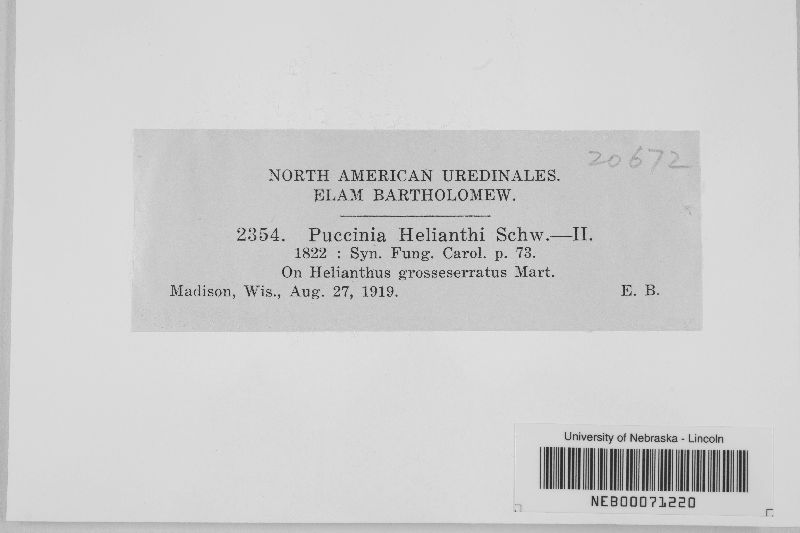 20672
NORTH AMERICAN UREDINALES.
ELAM BARTHOLOMEW.
2354. Puccinia Helianthi Schw.—II.
1822 : Syn. Fung. Carol. p. 73.
On Helianthus grosseserratus Mart.
Madison, Wis., Aug. 27, 1919. E. B.
University of Nebraska - Lincoln
NEB00071220